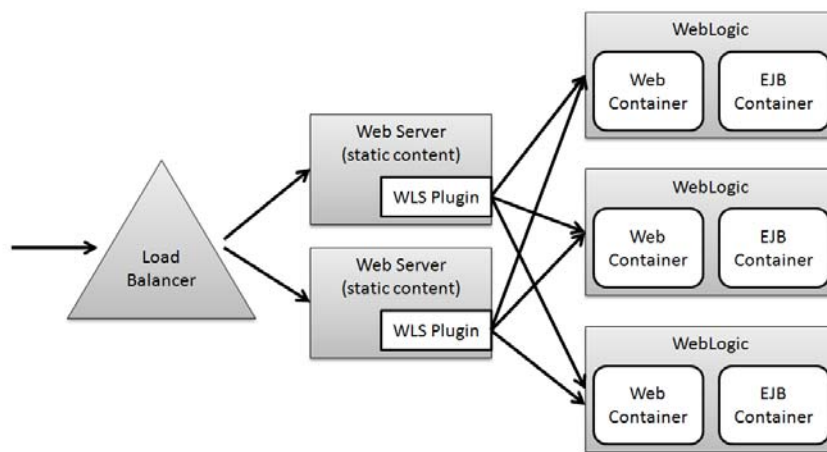 Load
Balancer
Web Server
(static content)
WLS Plugin
Web Server
(static content)
WLS Plugin
WebLogic
Web
Container
EJB
Container
WebLogic
Web
Container
EJB
Container
WebLogic
Web
Container
EJB
Container